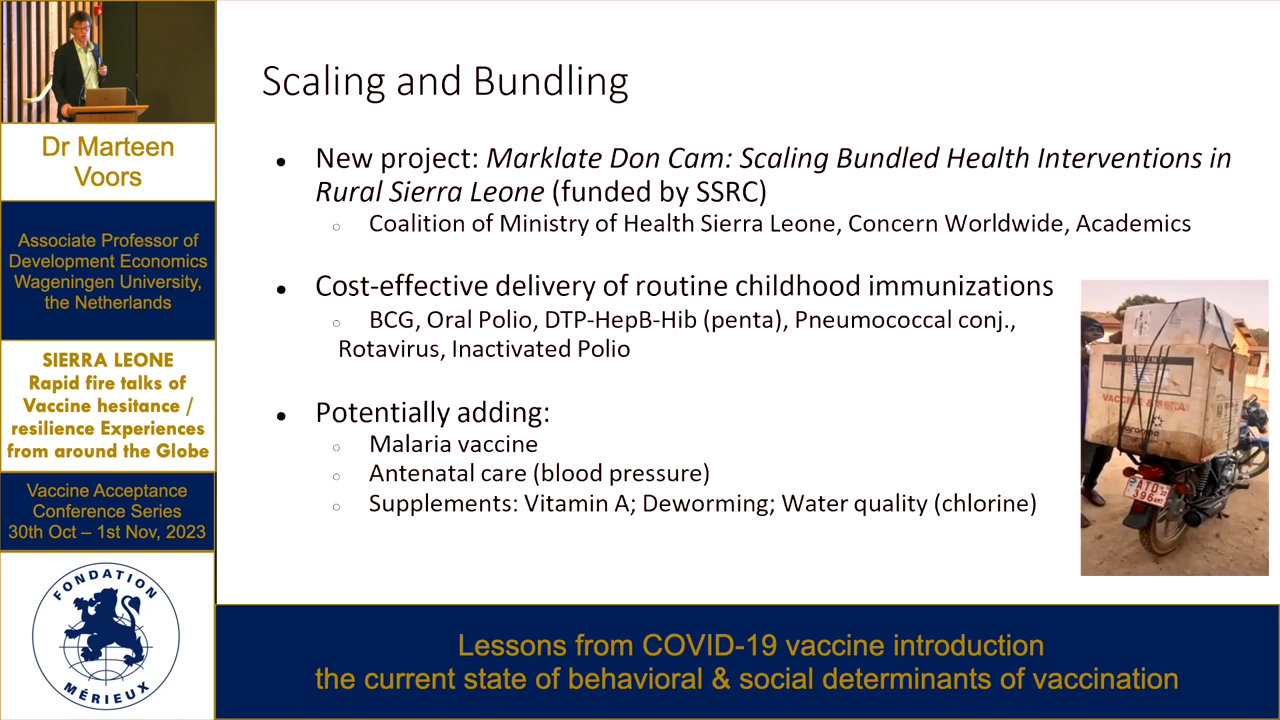 Dr Marteen
Voors
Associate Professor of
Development Economics
Wageningen University,
the Netherlands
SIERRA LEONE
Rapid fire talks of
Vaccine hesitance /
resilience Experiences
from around the Globe
Vaccine Acceptance
Conference Series
30th Oct – 1st Nov, 2023
FONDATION
MÉRIEUX
Scaling and Bundling
● New project: Marklate Don Cam: Scaling Bundled Health Interventions in
Rural Sierra Leone (funded by SSRC)
○ Coalition of Ministry of Health Sierra Leone, Concern Worldwide, Academics
● Cost-effective delivery of routine childhood immunizations
○ BCG, Oral Polio, DTP-HepB-Hib (penta), Pneumococcal conj.,
Rotavirus, Inactivated Polio
● Potentially adding:
○ Malaria vaccine
○ Antenatal care (blood pressure)
○ Supplements: Vitamin A; Deworming; Water quality (chlorine)
URGENT
VACCINE
396
Lessons from COVID-19 vaccine introduction
the current state of behavioral & social determinants of vaccination